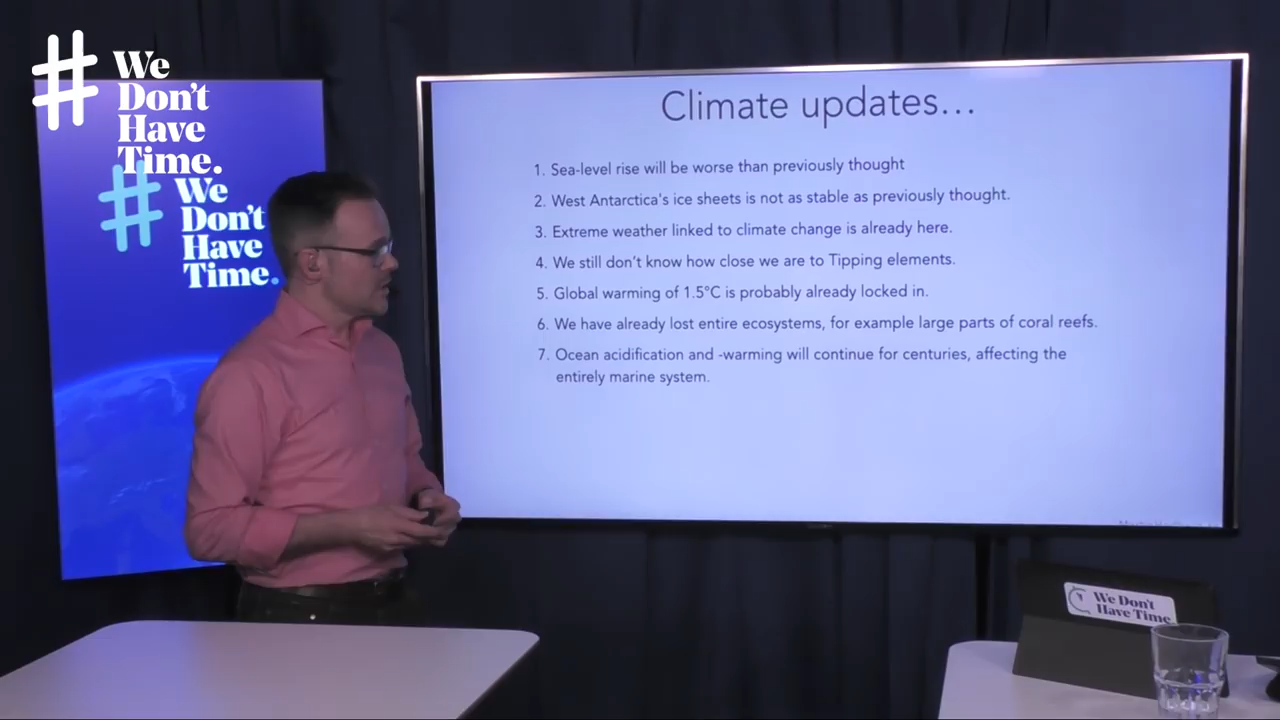 # We
Don't
Have
Time.
# We
Don't
Have
Time.
Climate updates...
1. Sea-level rise will be worse than previously thought
2. West Antarctica's ice sheets is not as stable as previously thought.
3. Extreme weather linked to climate change is already here.
4. We still don't know how close we are to Tipping elements.
5. Global warming of 1.5°C is probably already locked in.
6. We have already lost entire ecosystems, for example large parts of coral reefs.
7. Ocean acidification and -warming will continue for centuries, affecting the
entirely marine system.
We Don't
Have Time